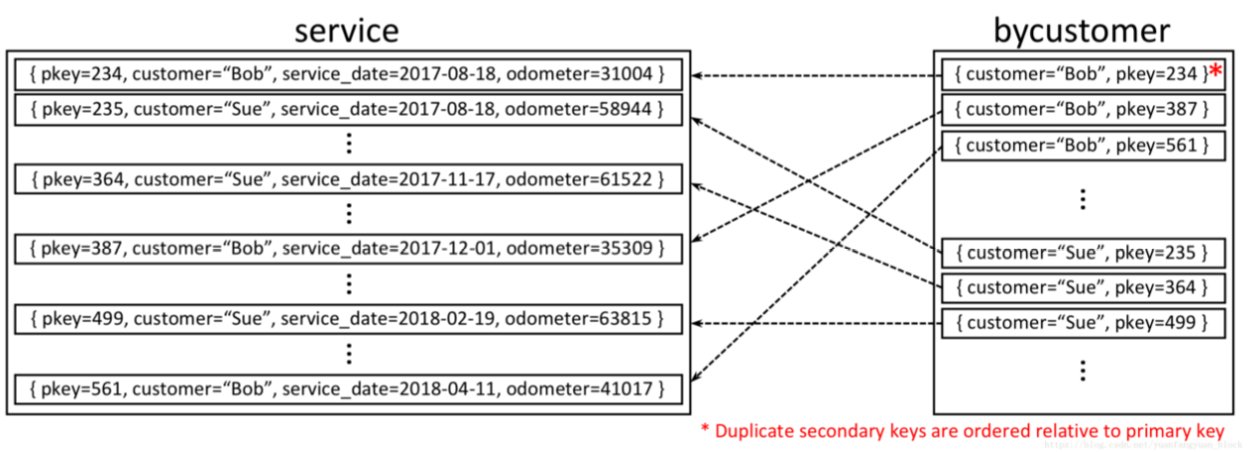 service
{ pkey=234, customer=“Bob”, service_date=2017-08-18, odometer=31004 }
{ pkey=235, customer=“Sue”, service_date=2017-08-18, odometer=58944 }
{ pkey=364, customer=“Sue”, service_date=2017-11-17, odometer=61522 }
{ pkey=387, customer=“Bob”, service_date=2017-12-01, odometer=35309 }
{ pkey=499, customer=“Sue”, service_date=2018-02-19, odometer=63815 }
{ pkey=561, customer=“Bob”, service_date=2018-04-11, odometer=41017 }
bycustomer
{ customer=“Bob”, pkey=234 }*
{ customer=“Bob”, pkey=387 }
{ customer=“Bob”, pkey=561 }
{ customer=“Sue”, pkey=235 }
{ customer=“Sue”, pkey=364 }
{ customer=“Sue”, pkey=499 }
* Duplicate secondary keys are ordered relative to primary key